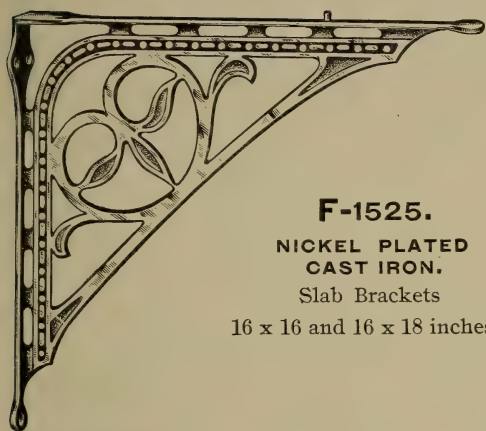 F-1525.
NICKEL PLATED
CAST IRON.
Slab Brackets
16 x 16 and 16 x 18 inches